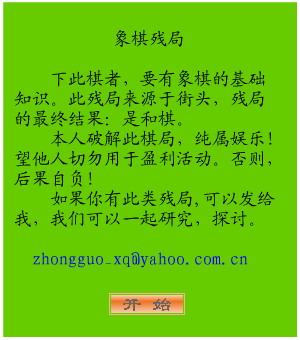 象棋残局
下此棋者，要有象棋的基础
知识。此残局来源于街头，残局
的最终结果：是和棋。
本人破解此棋局，纯属娱乐！
望他人切勿用于盈利活动。否则，
后果自负！
如果你有此类残局,可以发给
我，我们可以一起研究，探讨。
zhongguo_xq@yahoo.com.cn
开 始